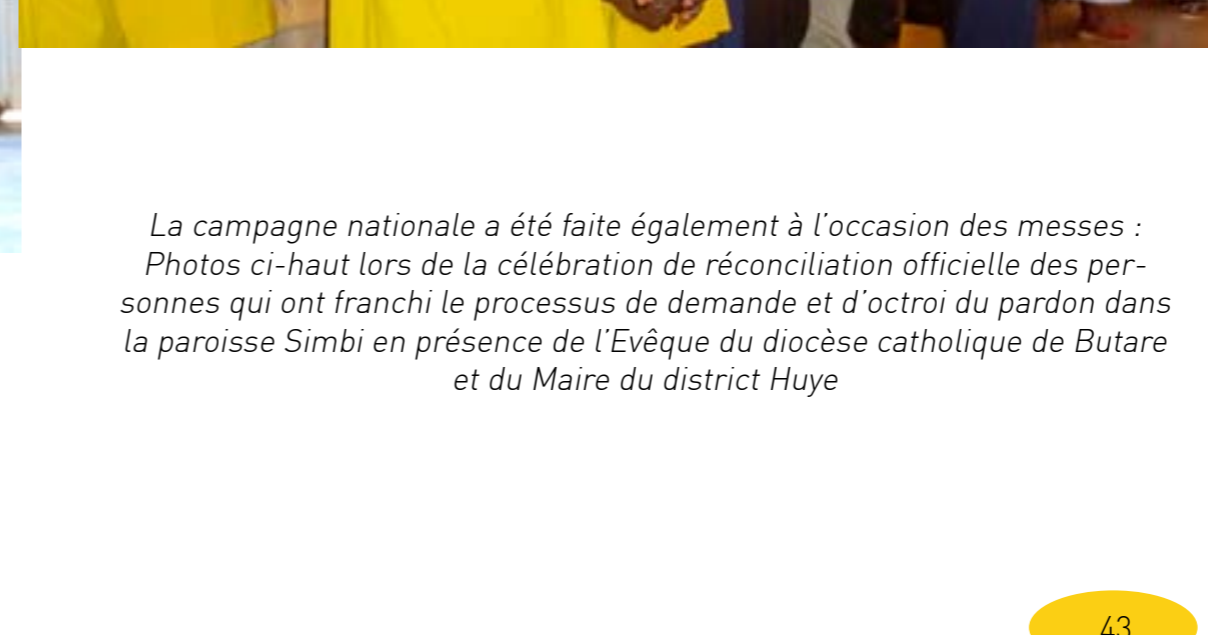 La campagne nationale a été faite également à l’occasion des messes :
Photos ci-haut lors de la célébration de réconciliation officielle des per-
sonnes qui ont franchi le processus de demande et d’octroi du pardon dans
la paroisse Simbi en présence de l’Evêque du diocèse catholique de Butare
et du Maire du district Huye
43